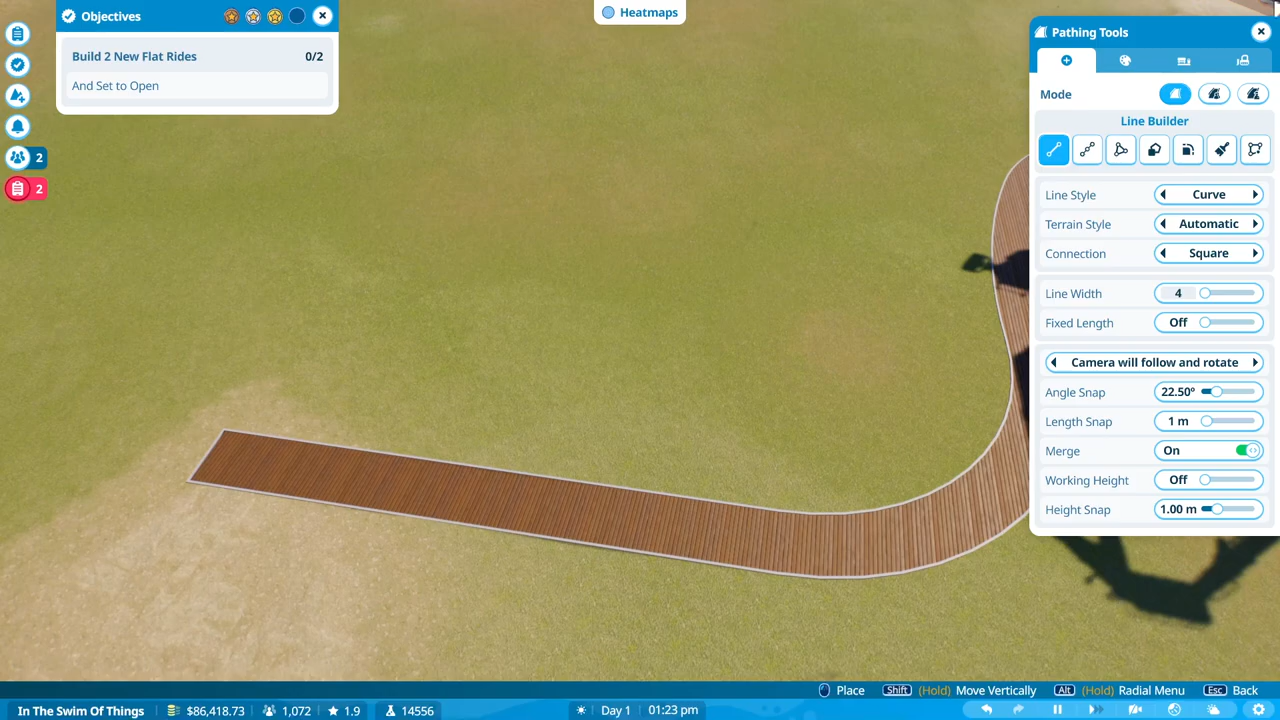 Objectives
Build 2 New Flat Rides 0/2
And Set to Open
2
2
Heatmaps
Pathing Tools
Mode
Line Builder
Line Style Curve
Terrain Style Automatic
Connection Square
Line Width 4
Fixed Length Off
Camera will follow and rotate
Angle Snap 22.50º
Length Snap 1 m
Merge On
Working Height Off
Height Snap 1.00 m
Place Shift (Hold) Move Vertically Alt (Hold) Radial Menu Esc Back
In The Swim Of Things $86,418.73 1,072 1.9 14556 Day 1 01:23 pm